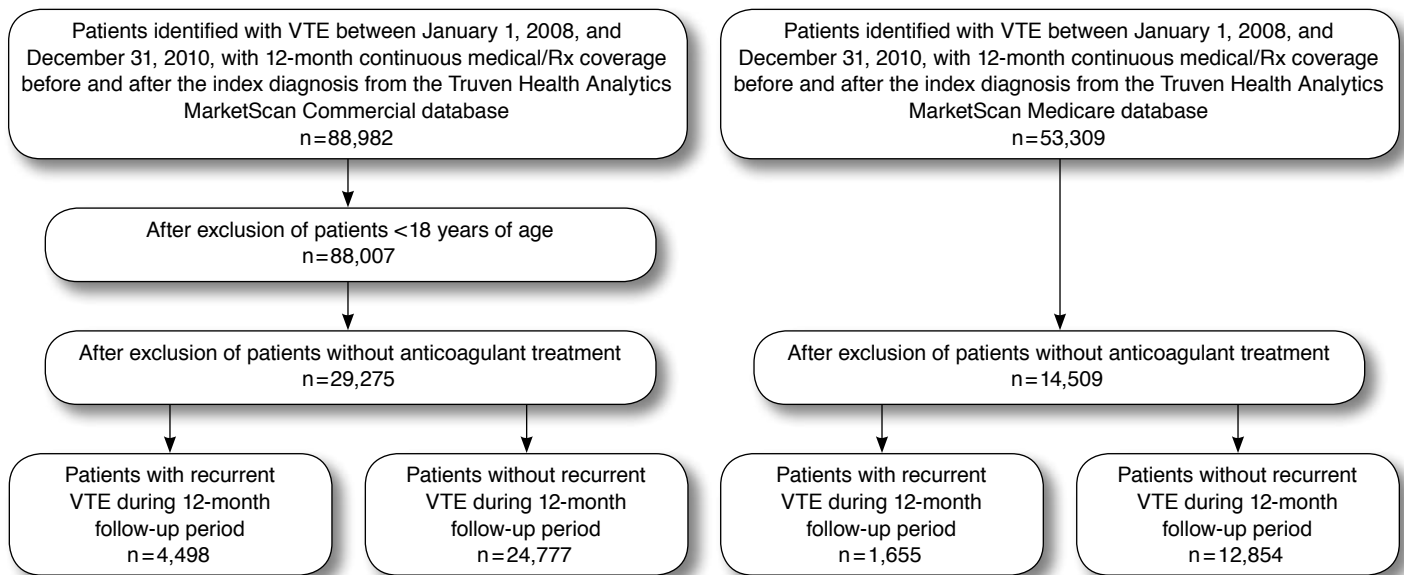 Patients identified with VTE between January 1, 2008, and
December 31, 2010, with 12-month continuous medical/Rx coverage
before and after the index diagnosis from the Truven Health Analytics
MarketScan Commercial database
n=88,982
Patients identified with VTE between January 1, 2008, and
December 31, 2010, with 12-month continuous medical/Rx coverage
before and after the index diagnosis from the Truven Health Analytics
MarketScan Medicare database
n=53,309
After exclusion of patients <18 years of age
n=88,007
After exclusion of patients without anticoagulant treatment
n=29,275
After exclusion of patients without anticoagulant treatment
n=14,509
Patients with recurrent
VTE during 12-month
follow-up period
n=4,498
Patients without recurrent
VTE during 12-month
follow-up period
n=24,777
Patients with recurrent
VTE during 12-month
follow-up period
n=1,655
Patients without recurrent
VTE during 12-month
follow-up period
n=12,854